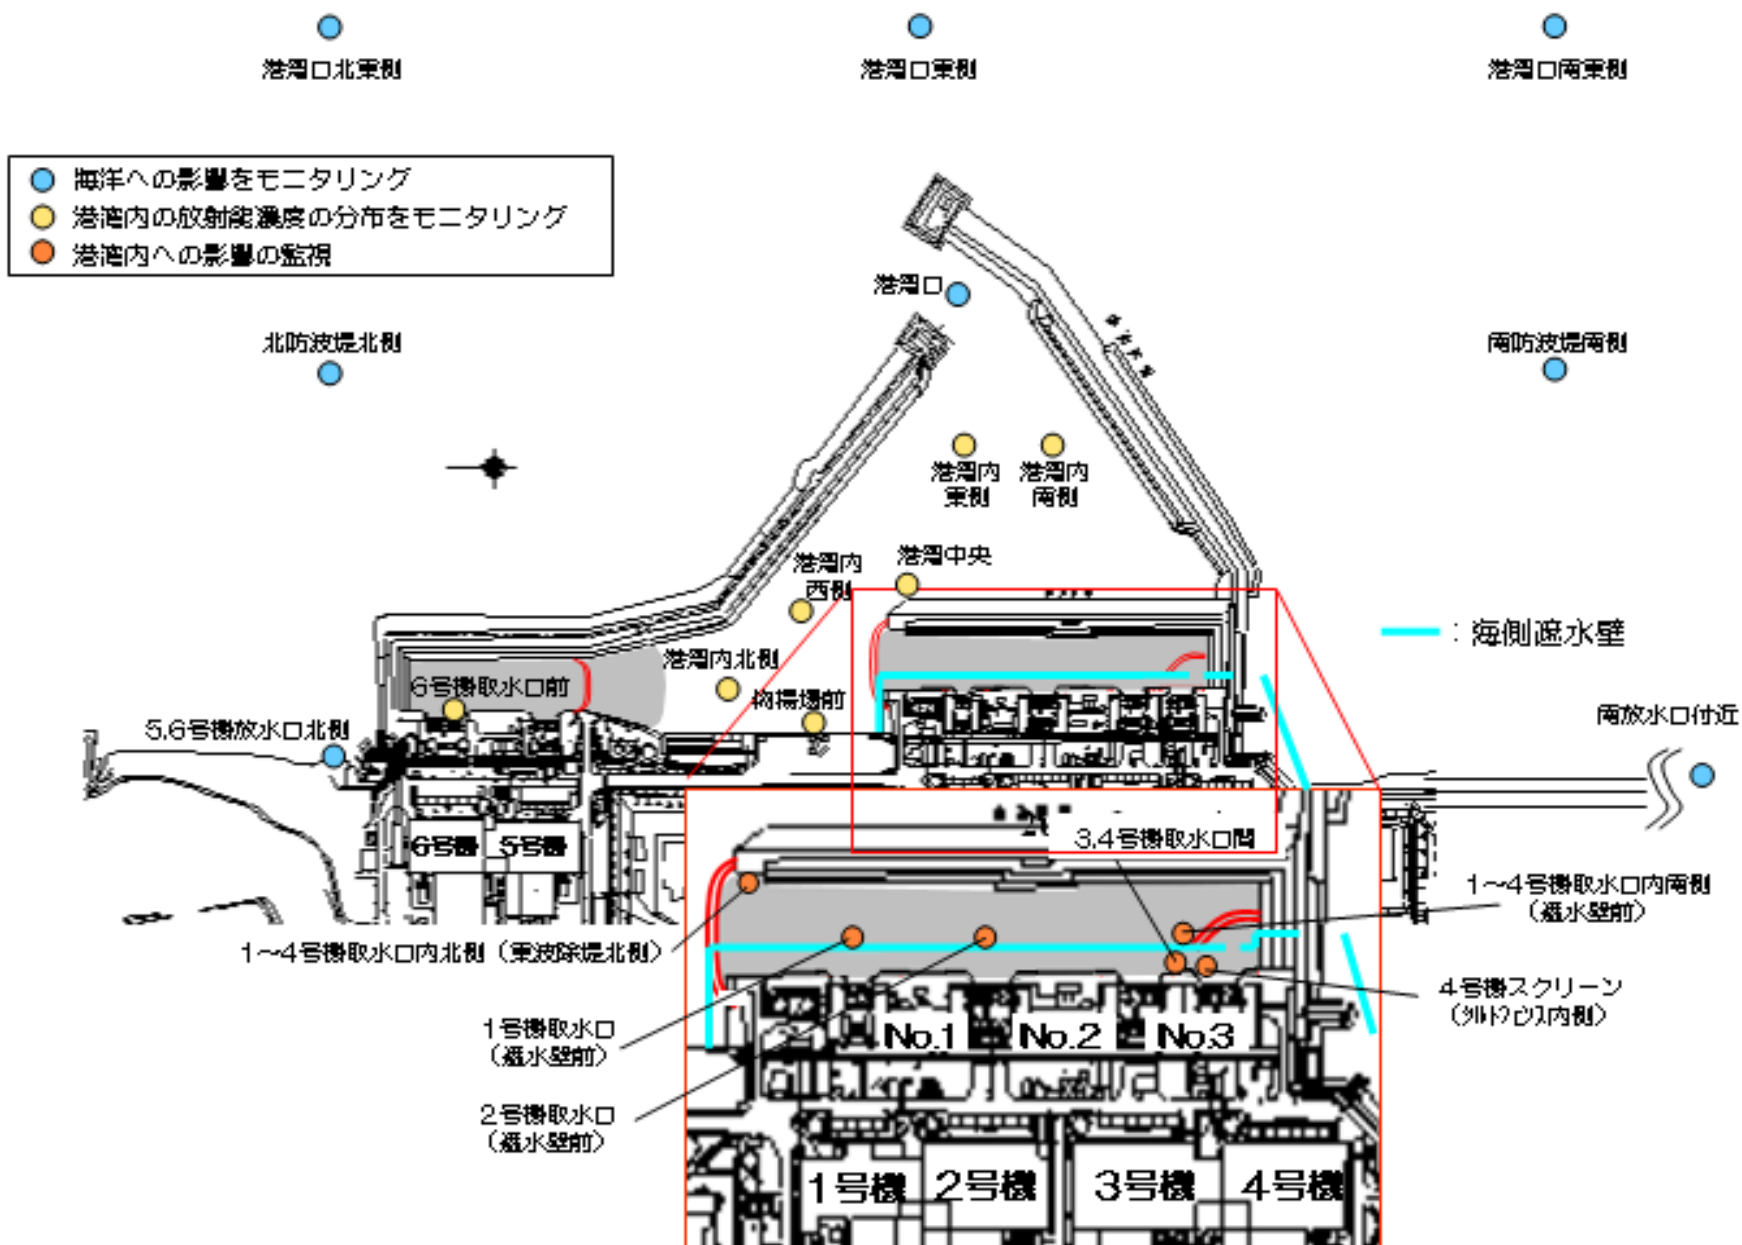 港湾口北東側
港湾口東側
港湾口南東側
海洋への影響をモニタリング
港湾内の放射能濃度の分布をモニタリング
港湾内への影響の監視
港湾口
北防波堤北側
南防波堤南側
港湾内
東側
港湾内
南側
港湾中央
港湾内
西側
：海側遮水壁
港湾内北側
6号機取水口前
物揚場前
南放水口付近
5,6号機放水口北側
6号機
5号機
3,4号機取水口間
1～4号機取水口内南側
（遮水壁前）
1～4号機取水口内北側（東波除堤北側）
4号機スクリーン
（シルトフェンス内側）
1号機取水口
（遮水壁前）
No.1
No.2
No.3
2号機取水口
（遮水壁前）
1号機
2号機
3号機
4号機